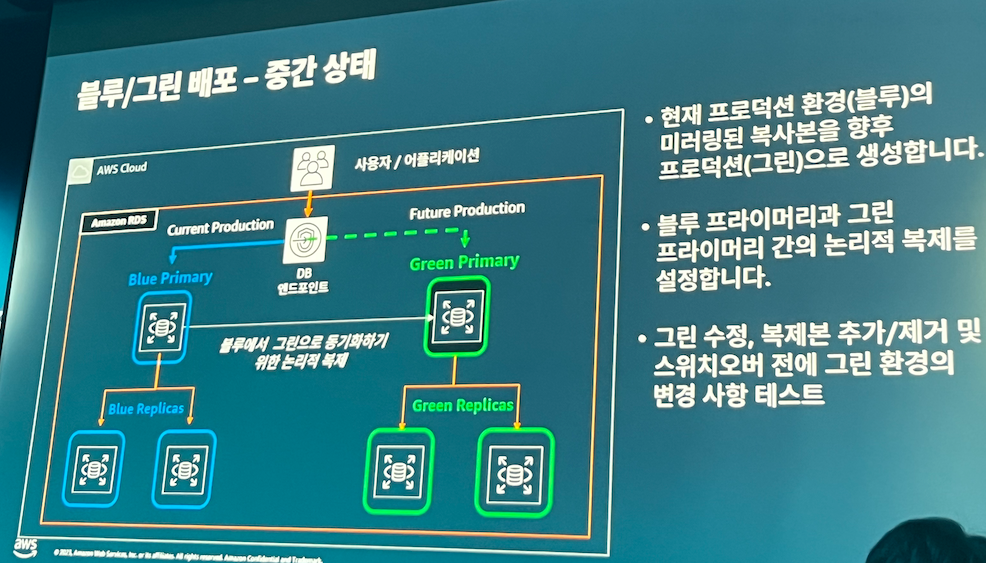 블루/그린 배포 – 중간 상태
AWS Cloud
사용자 / 어플리케이션
Amazon RDS
Current Production
Future Production
DB
엔드포인트
Blue Primary
Green Primary
블루에서 그린으로 동기화하기
위한 논리적 복제
Blue Replicas
Green Replicas
• 현재 프로덕션 환경(블루)의
미러링된 복사본을 향후
프로덕션(그린)으로 생성합니다.
• 블루 프라이머리과 그린
프라이머리 간의 논리적 복제를
설정합니다.
• 그린 수정, 복제본 추가/제거 및
스위치오버 전에 그린 환경의
변경 사항 테스트
aws
© 2023, Amazon Web Services, Inc. or its affiliates. All rights reserved. Amazon Confidential and Trademark.